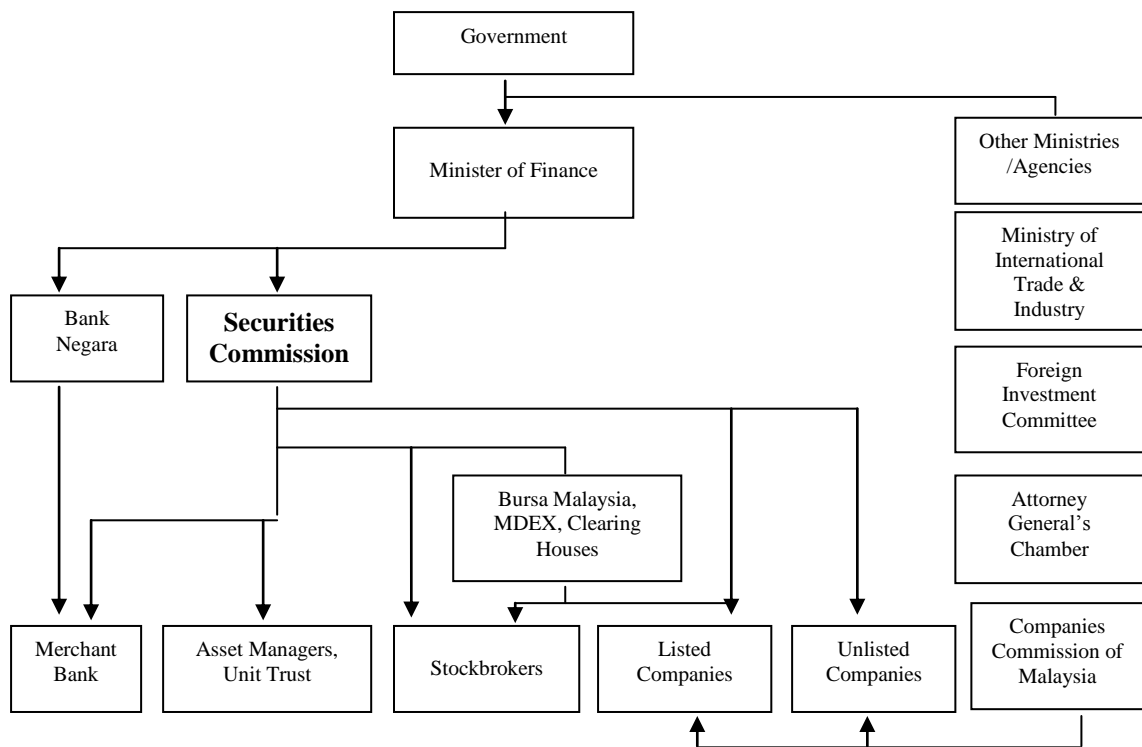 Government
Minister of Finance
Other Ministries
/Agencies
Ministry of
International
Trade &
Industry
Bank
Negara
Securities
Commission
Foreign
Investment
Committee
Bursa Malaysia,
MDEX, Clearing
Houses
Attorney
General’s
Chamber
Merchant
Bank
Asset Managers,
Unit Trust
Stockbrokers
Listed
Companies
Unlisted
Companies
Companies
Commission of
Malaysia